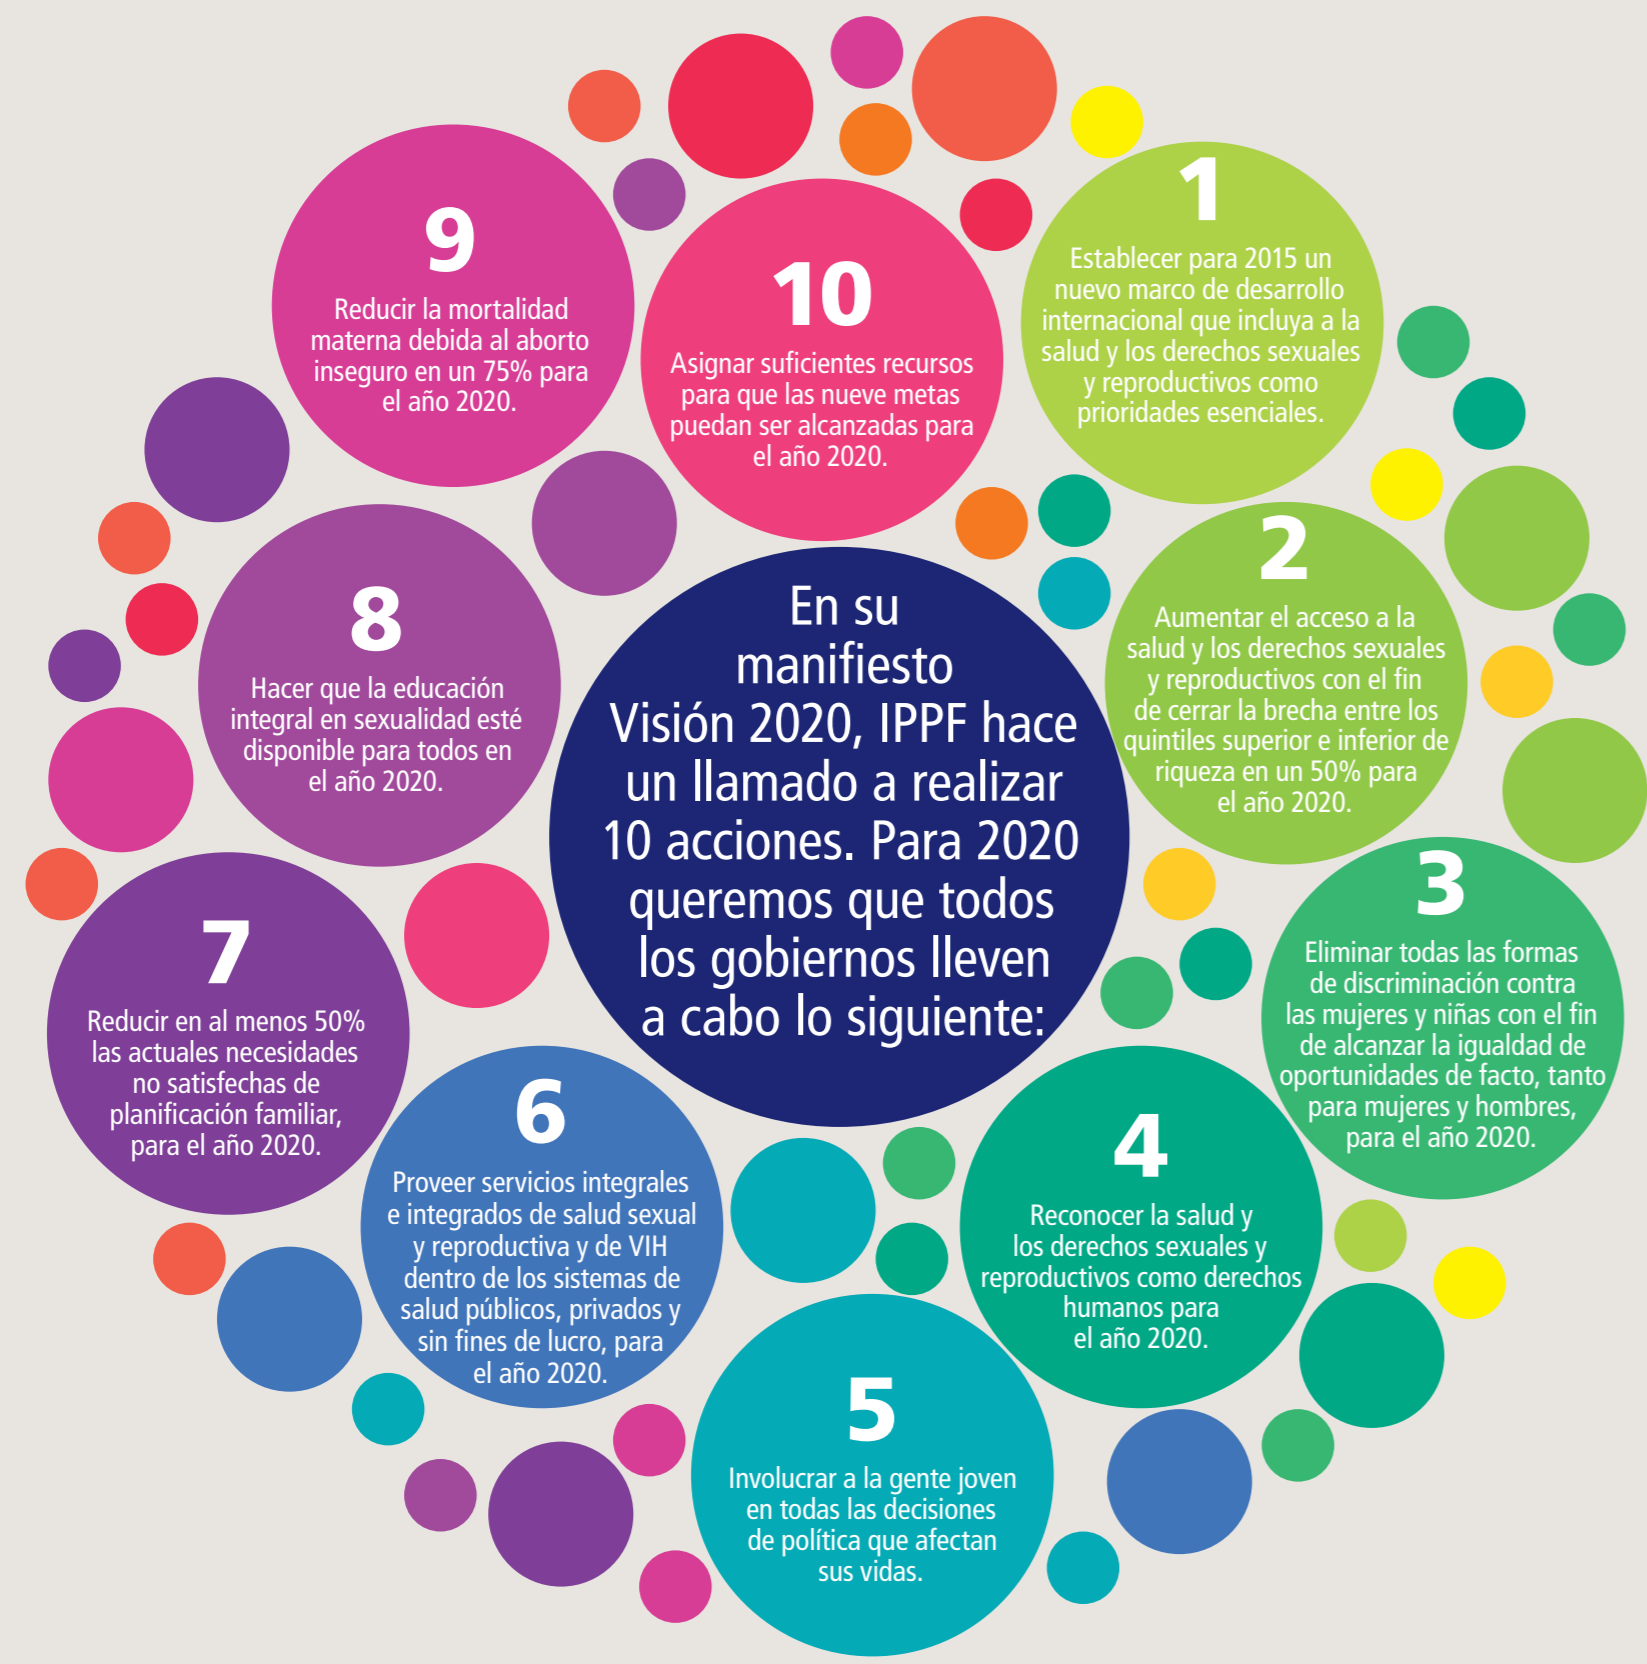 En su
manifiesto
Visión 2020, IPPF hace
un llamado a realizar
10 acciones. Para 2020
queremos que todos
los gobiernos lleven
a cabo lo siguiente:
1
Establecer para 2015 un
nuevo marco de desarrollo
internacional que incluya a la
salud y los derechos sexuales
y reproductivos como
prioridades esenciales.
2
Aumentar el acceso a la
salud y los derechos sexuales
y reproductivos con el fin
de cerrar la brecha entre los
quintiles superior e inferior de
riqueza en un 50% para
el año 2020.
3
Eliminar todas las formas
de discriminación contra
las mujeres y niñas con el fin
de alcanzar la igualdad de
oportunidades de facto, tanto
para mujeres y hombres,
para el año 2020.
4
Reconocer la salud y
los derechos sexuales y
reproductivos como derechos
humanos para
el año 2020.
5
Involucrar a la gente joven
en todas las decisiones
de política que afectan
sus vidas.
6
Proveer servicios integrales
e integrados de salud sexual
y reproductiva y de VIH
dentro de los sistemas de
salud públicos, privados y
sin fines de lucro, para
el año 2020.
7
Reducir en al menos 50%
las actuales necesidades
no satisfechas de
planificación familiar,
para el año 2020.
8
Hacer que la educación
integral en sexualidad esté
disponible para todos en
el año 2020.
9
Reducir la mortalidad
materna debida al aborto
inseguro en un 75% para
el año 2020.
10
Asignar suficientes recursos
para que las nueve metas
puedan ser alcanzadas para
el año 2020.